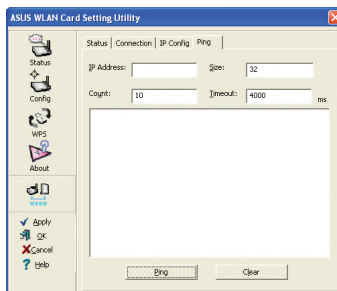 ASUS WLAN Card Setting Utility
Status
Config
WPS
About
Apply
OK
Cancel
Help
Status Connection IP Config Ping
IP Address: Size: 32
Count: 10 Timeout: 4000 ms
Ping Clear